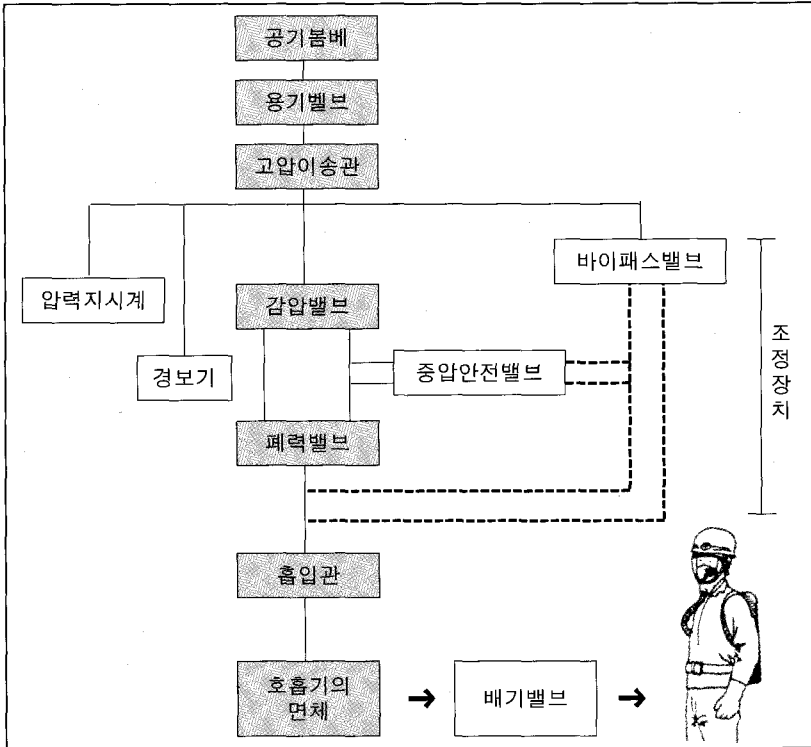 공기봄베
용기벨브
고압이송관
바이패스밸브
압력지시계
감압밸브
조정장치
경보기
중압안전밸브
폐력밸브
흡입관
호흡기의
면체
배기밸브